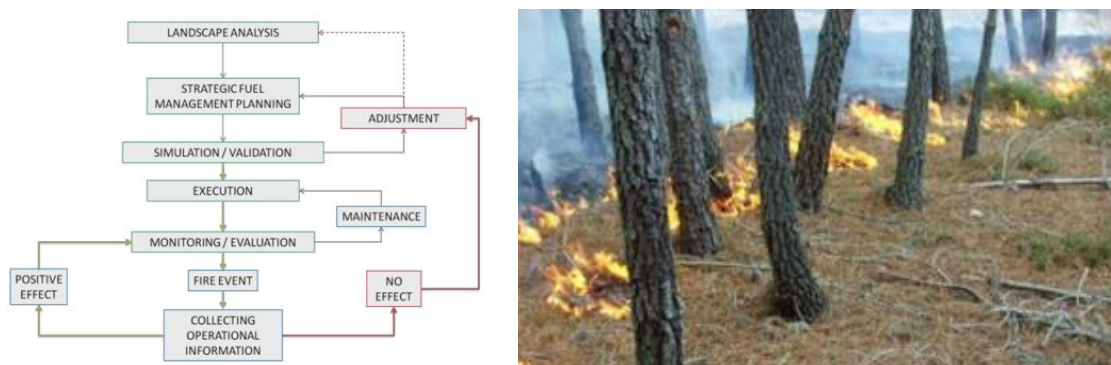 LANDSCAPE ANALYSIS
STRATEGIC FUEL
MANAGEMENT PLANNING
ADJUSTMENT
SIMULATION / VALIDATION
EXECUTION
MAINTENANCE
MONITORING / EVALUATION
POSITIVE
EFFECT
FIRE EVENT
NO
EFFECT
COLLECTING
OPERATIONAL
INFORMATION